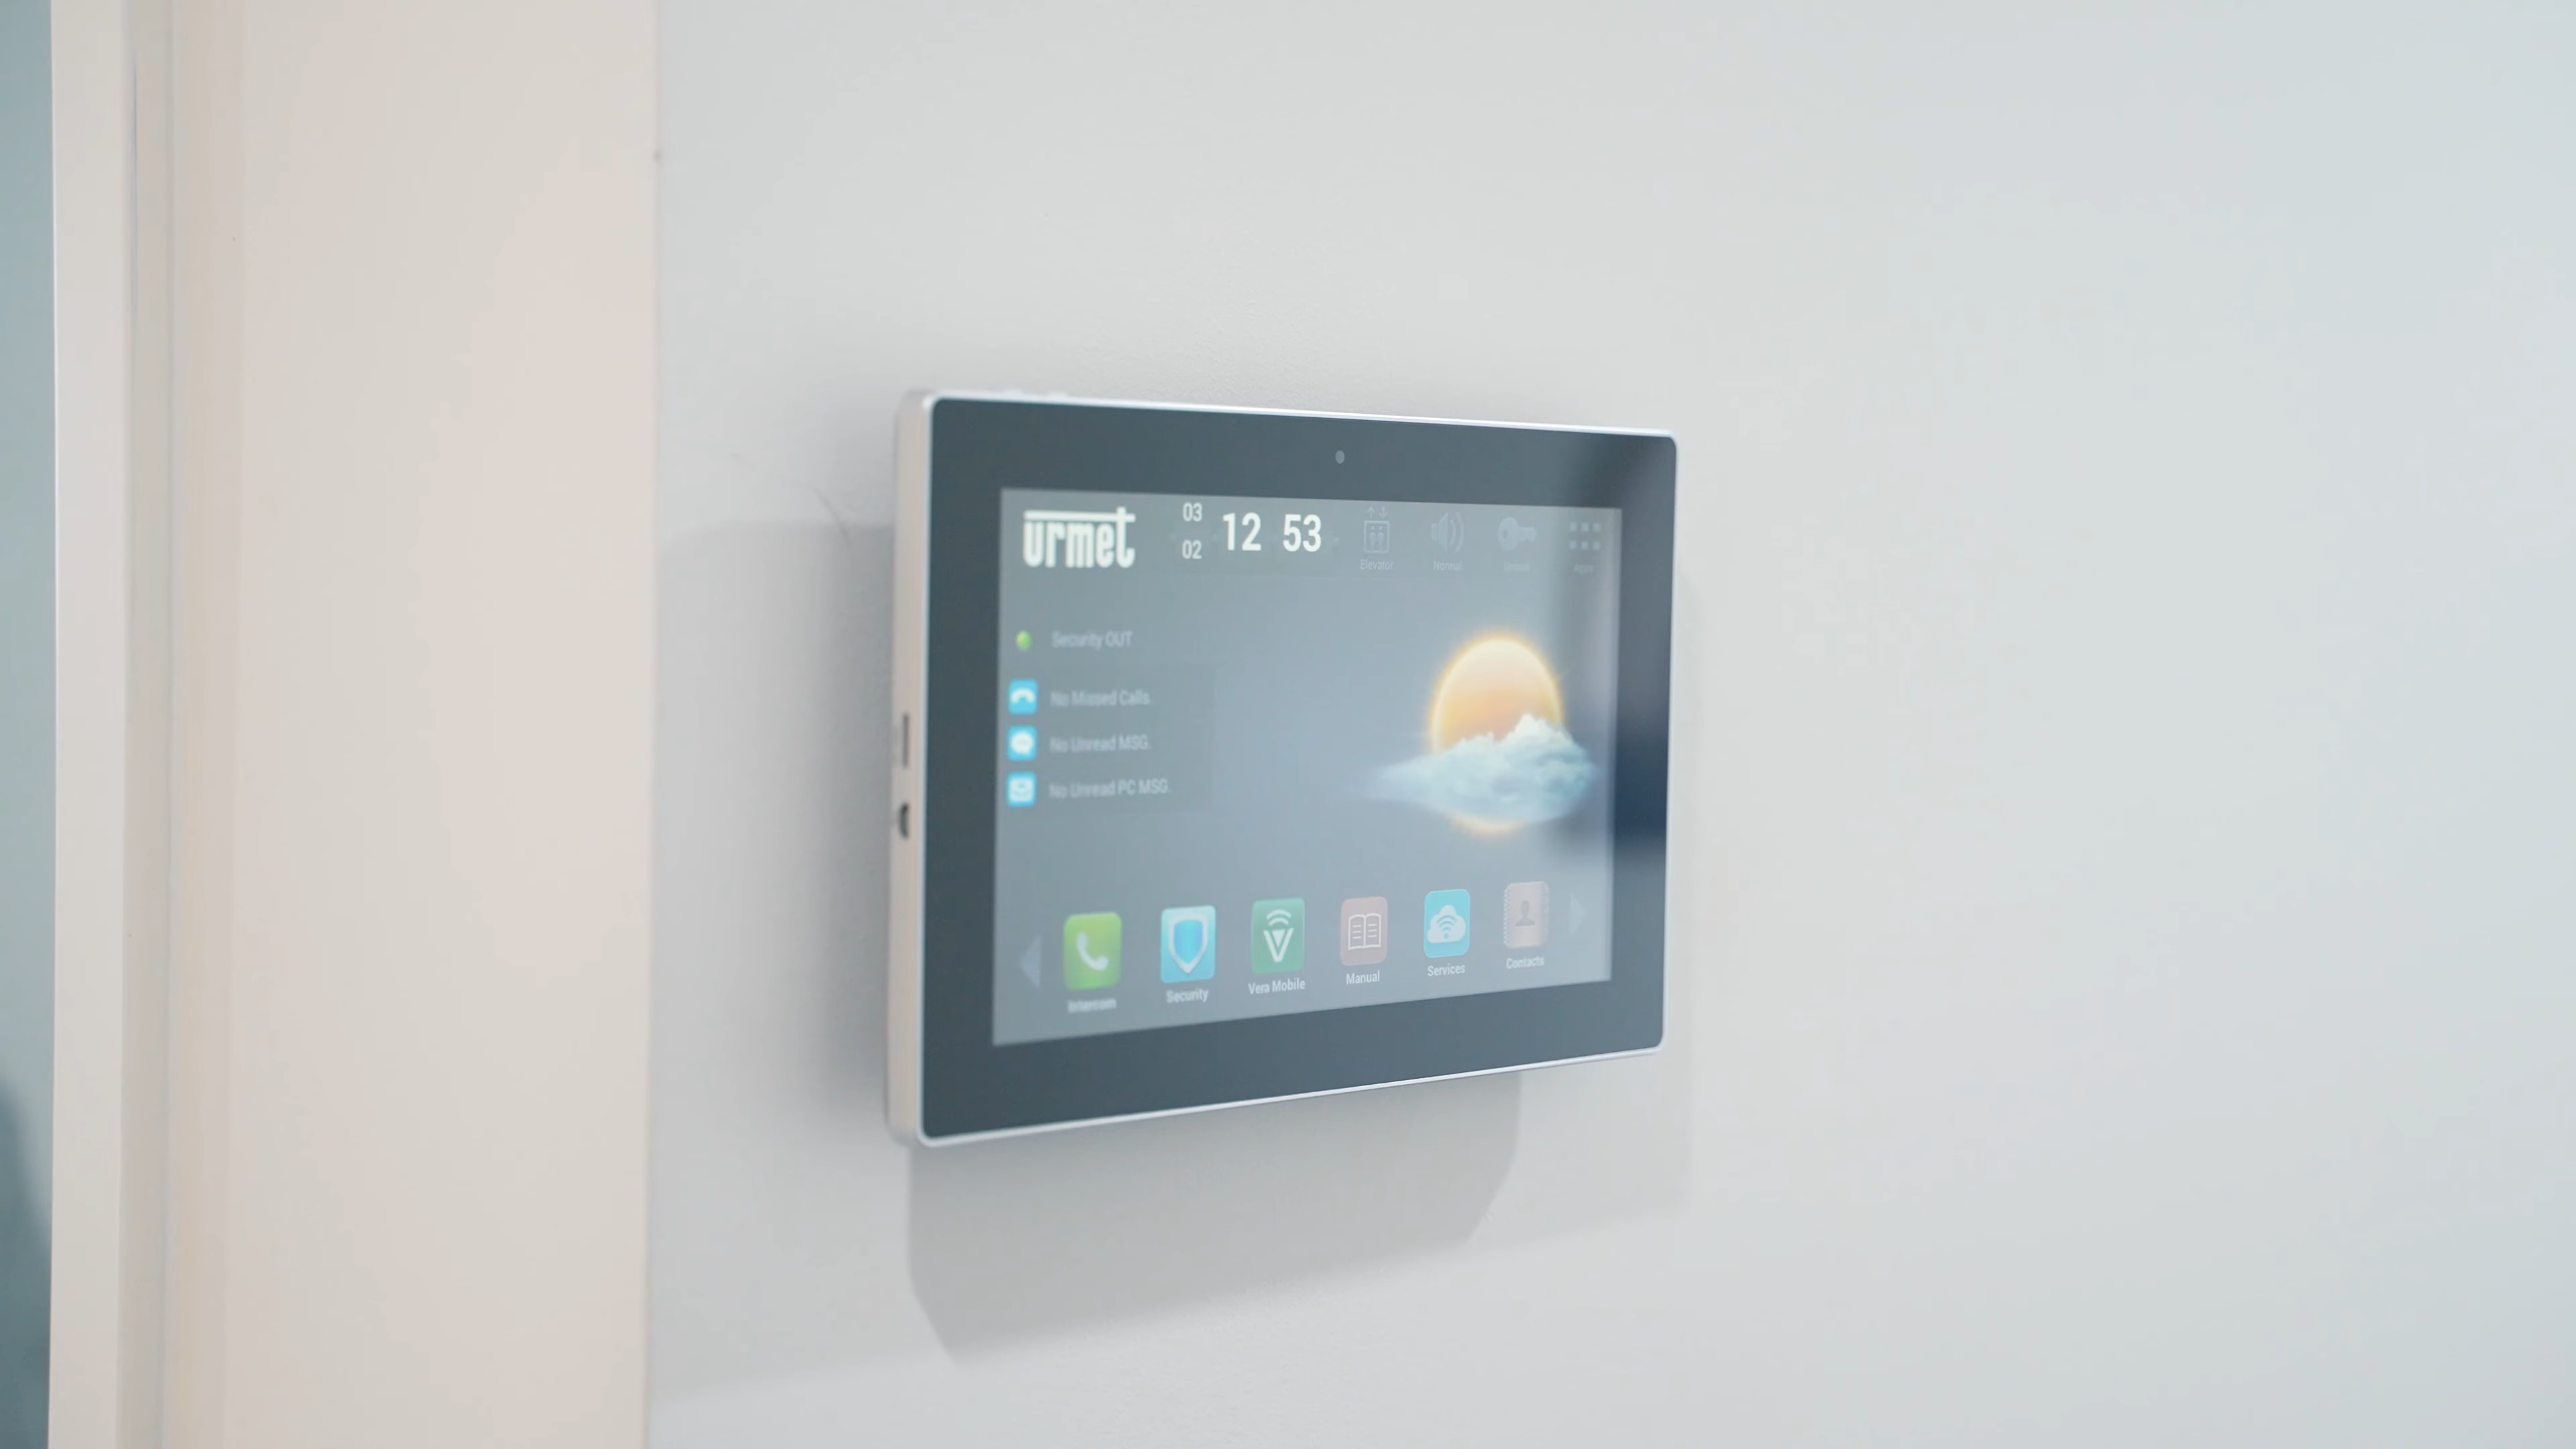 urmet
03
02
12 53
Elevator
Normal
Security OUT
No Missed Calls.
No Unread MSG.
No Unread PC MSG.
Intercom
Security
Vera Mobile
Manual
Services
Contacts